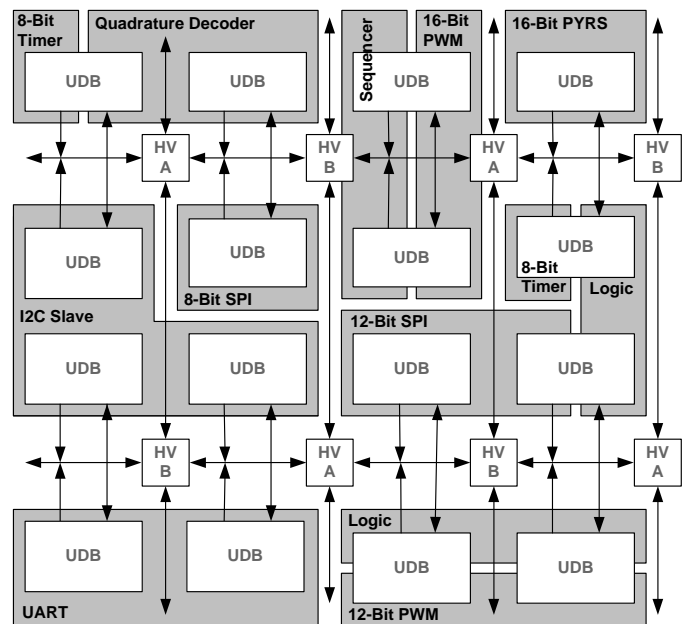 8-Bit
Timer
Quadrature Decoder
Sequencer
16-Bit
PWM
16-Bit PYRS
UDB
UDB
UDB
UDB
HV
A
HV
B
HV
A
HV
B
UDB
UDB
UDB
UDB
8-Bit SPI
8-Bit
Timer
Logic
I2C Slave
12-Bit SPI
UDB
UDB
UDB
UDB
HV
B
HV
A
HV
B
HV
A
Logic
UDB
UDB
UDB
UDB
UART
12-Bit PWM